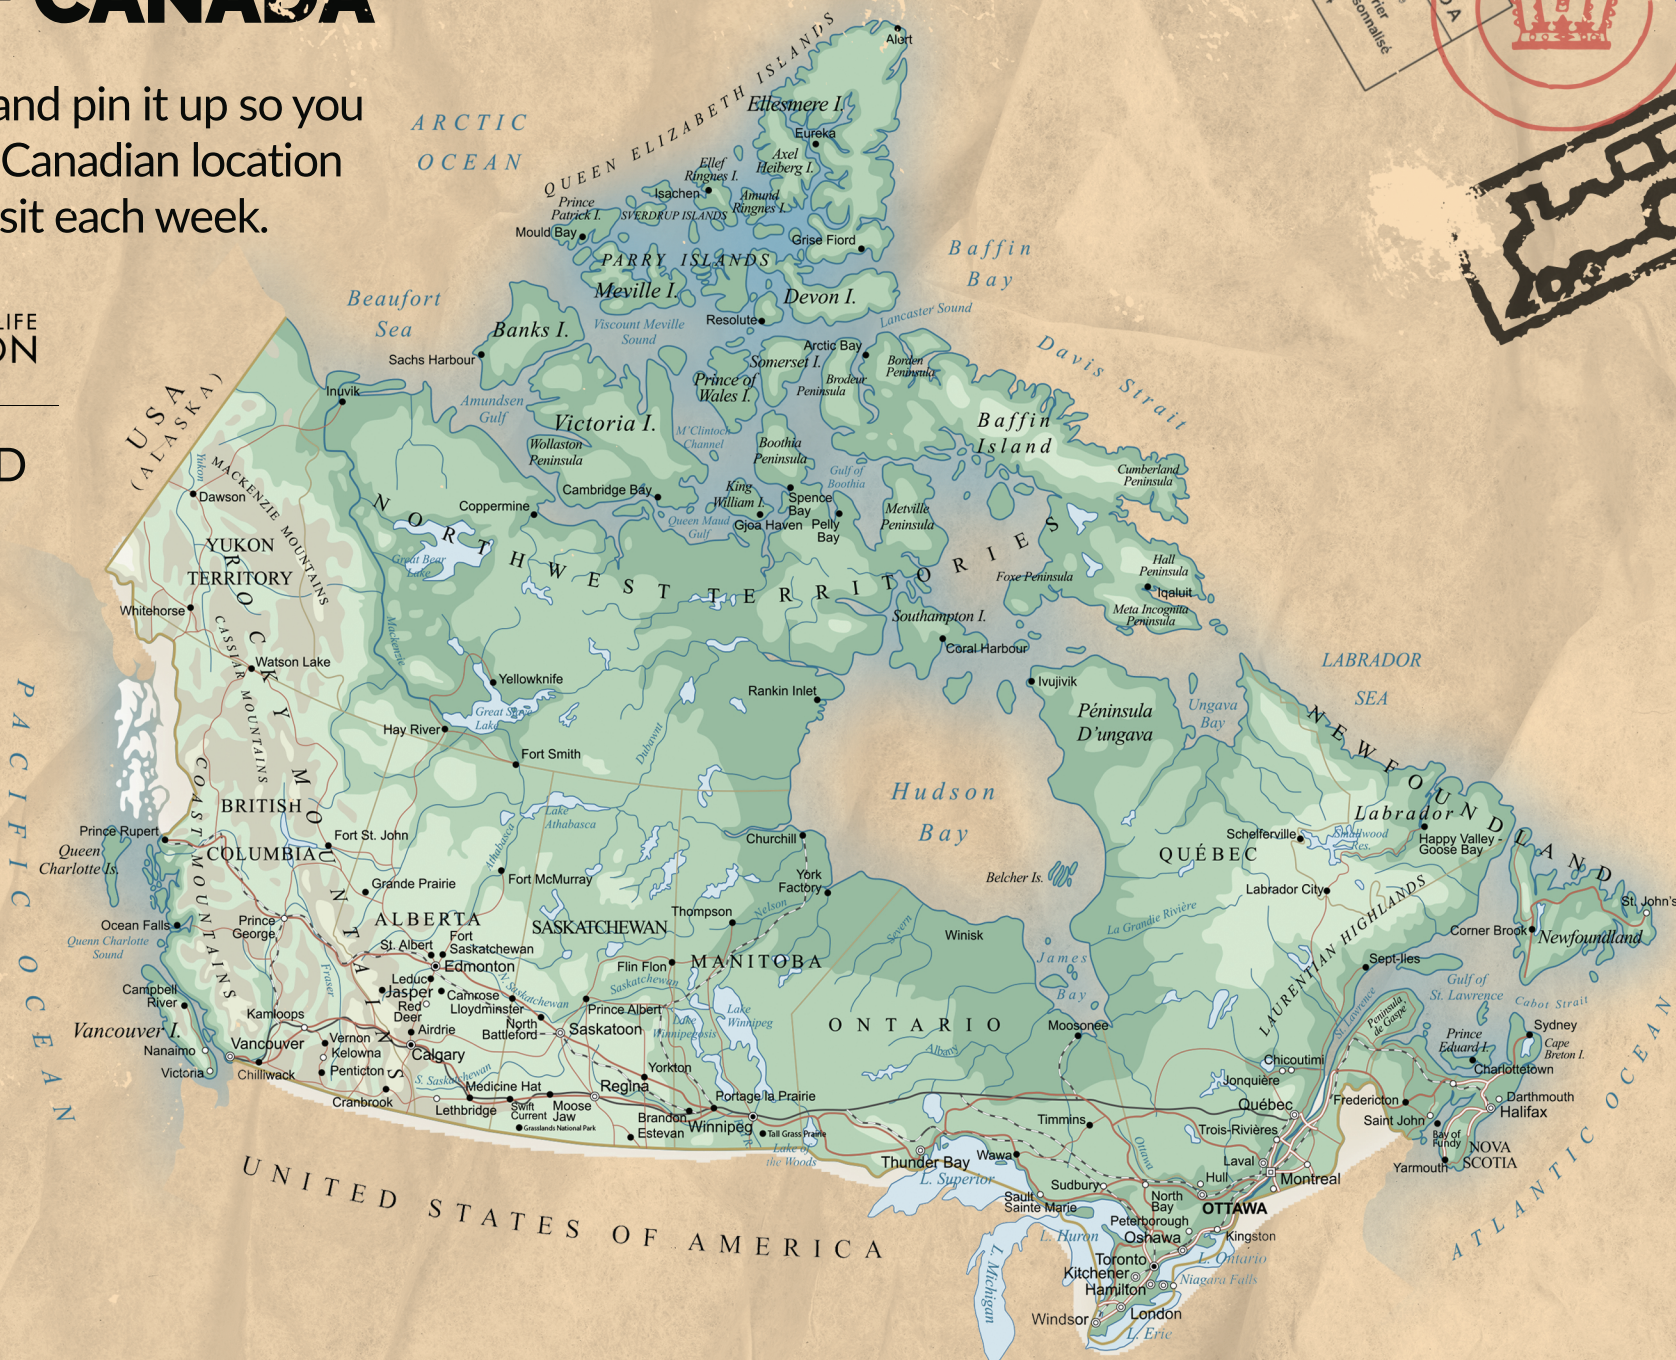 CANADA
and pin it up so you
Canadian location
sit each week.
LIFE
ON
D
rier
sonnalisé
DA
ARCTIC
OCEAN
QUEEN ELIZABETH ISLANDS
Alert
Ellesmere I.
Eureka
Axel
Heiberg I.
Ellef
Ringnes I.
Isachen
Amund
Ringnes I.
Prince
Patrick I.
SVERDRUP ISLANDS
Mould Bay
Grise Fiord
PARRY ISLANDS
Meville I.
Devon I.
Baffin
Bay
Beaufort
Sea
Banks I.
Viscount Meville
Sound
Resolute
Lancaster Sound
Sachs Harbour
Arctic Bay
Somerset I.
Borden
Peninsula
Prince of
Wales I.
Brodeur
Peninsula
Davis Strait
USA
(ALASKA)
Inuvik
Amundsen
Gulf
Victoria I.
M'Clintoch
Channel
Baffin
Island
Wollaston
Peninsula
Boothia
Peninsula
Gulf of
Boothia
Cumberland
Peninsula
Yukon
MACKENZIE MOUNTAINS
Dawson
Cambridge Bay
King
William I.
Spence
Bay
Coppermine
Queen Maud
Gulf
Gjoa Haven
Pelly
Bay
Metville
Peninsula
NORTHWEST TERRITORIES
YUKON
TERRITORY
Great Bear
Lake
Foxe Peninsula
Hall
Peninsula
Iqaluit
Meta Incognita
Peninsula
Whitehorse
ROCKY MOUNTAINS
CASSIAR MOUNTAINS
Mackenzie
Southampton I.
Coral Harbour
Watson Lake
Yellowknife
Rankin Inlet
Ivujivik
LABRADOR
SEA
Great Slave
Lake
Hay River
Dubawnt
Péninsula
D'ungava
Ungava
Bay
NEWFOUNDLAND
Fort Smith
PACIFIC OCEAN
COAST MOUNTAINS
BRITISH
COLUMBIA
Hudson
Bay
Lake
Athabasca
Athabasca
Labrador
Prince Rupert
Fort St. John
Churchill
Schefferville
Smallwood
Res.
Happy Valley -
Goose Bay
Queen
Charlotte Is.
QUÉBEC
Grande Prairie
Fort McMurray
York
Factory
Belcher Is.
Labrador City
Ocean Falls
Prince
George
ALBERTA
SASKATCHEWAN
Thompson
Nelson
Severn
Winisk
La Grandie Rivière
LAURENTIAN HIGHLANDS
St. John's
Corner Brook
Newfoundland
Quenn Charlotte
Sound
St. Albert
Fort
Saskatchewan
Edmonton
Flin Flon
MANITOBA
James
Bay
Sept-Iles
Campbell
River
Fraser
Leduc
Jasper
Camrose
Lloydminster
N. Saskatchewan
Saskatchewan
Prince Albert
Gulf of
St. Lawrence
Cabot Strait
Vancouver I.
Kamloops
Red
Deer
North
Battleford
Lake
Winnipegosis
Lake
Winnipeg
ONTARIO
Moosonee
St. Lawrence
Peninsula
de Gaspe
Sydney
Cape
Breton I.
Prince
Eduard I.
Nanaimo
Vancouver
Vernon
Kelowna
Airdrie
Calgary
Saskatoon
Albany
Victoria
Chilliwack
Penticton
S. Saskatchewan
Yorkton
Chicoutimi
Jonquière
Charlottetown
Cranbrook
Medicine Hat
Regina
Lethbridge
Swift
Current
Moose
Jaw
Portage la Prairie
Grasslands National Park
Brandon
Winnipeg
Estevan
Tall Grass Prairie
Lake of
the Woods
Timmins
Québec
Fredericton
Saint John
Darthmouth
Halifax
Trois-Rivières
Bay of
Fundy
NOVA
SCOTIA
Yarmouth
ATLANTIC OCEAN
Thunder Bay
L. Superior
Wawa
Ottawa
Laval
Montreal
Sault
Sainte Marie
Sudbury
North
Bay
Hull
OTTAWA
UNITED STATES OF AMERICA
L. Huron
Peterborough
Oshawa
Kingston
L. Michigan
Toronto
Kitchener
Hamilton
L. Ontario
Niagara Falls
Windsor
London
L. Erie